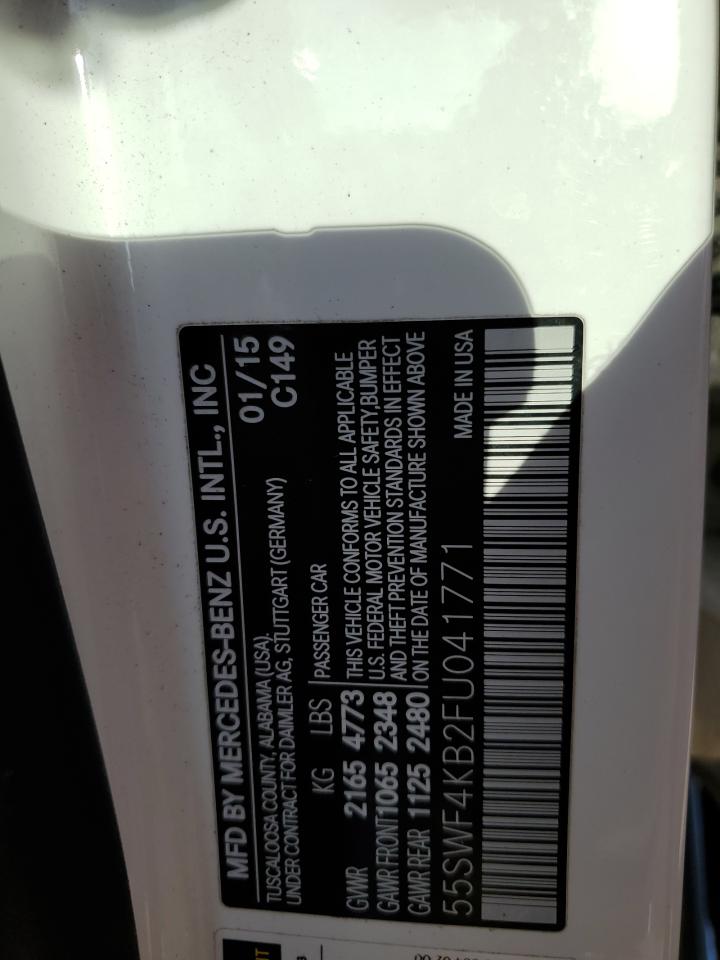 MFD BY MERCEDES-BENZ U.S. INTL., INC
TUSCALOOSA COUNTY, ALABAMA (USA), 01/15
UNDER CONTRACT FOR DAIMLER AG, STUTTGART (GERMANY) C149
KG LBS PASSENGER CAR
GVWR 2165 4773 THIS VEHICLE CONFORMS TO ALL APPLICABLE
GAWR FRONT 1065 2348 U.S. FEDERAL MOTOR VEHICLE SAFETY, BUMPER
AND THEFT PREVENTION STANDARDS IN EFFECT
GAWR REAR 1125 2480 ON THE DATE OF MANUFACTURE SHOWN ABOVE
55SWF4KB2FU041771 MADE IN USA